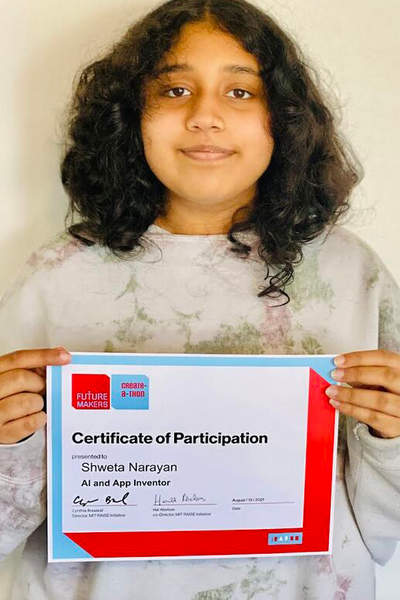 FUTURE
MAKERS
CREATE-
A-THON
Certificate of Participation
presented to
Shweta Narayan
AI and App Inventor
August / 13 / 2021
Cynthia Breazeal
Hal Abelson
Date
Director, MIT RAISE Initiative
co-Director, MIT RAISE Initiative
RAISE